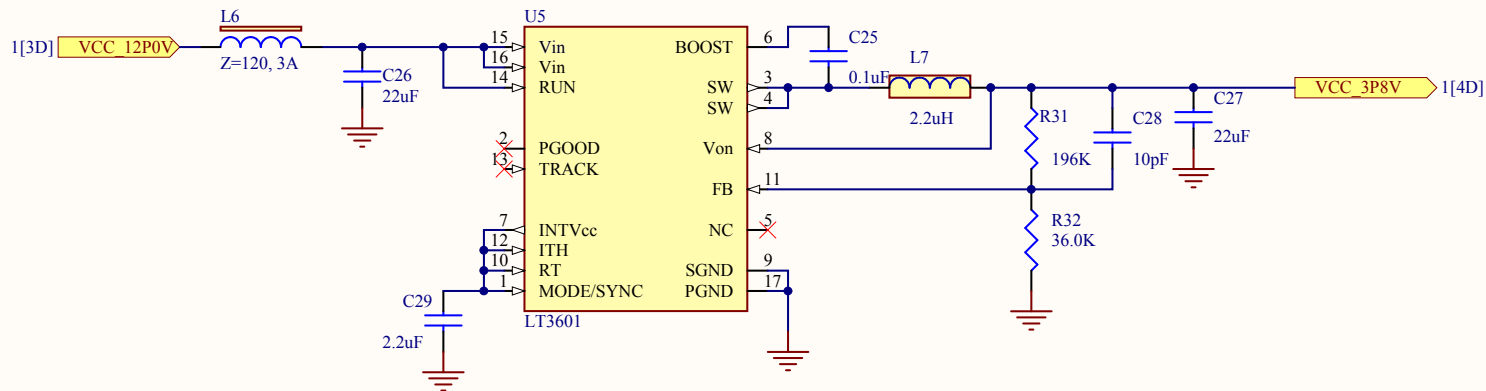 L6
U5
1[3D]
VCC_12P0V
Z=120, 3A
C26
22uF
15
Vin
16
Vin
14
RUN
2
PGOOD
13
TRACK
7
INTVcc
12
ITH
10
RT
1
MODE/SYNC
LT3601
C29
2.2uF
BOOST
6
SW
3
SW
4
Von
8
FB
11
NC
5
SGND
9
PGND
17
C25
0.1uF
L7
2.2uH
R31
196K
C28
10pF
C27
22uF
R32
36.0K
VCC_3P8V
1[4D]